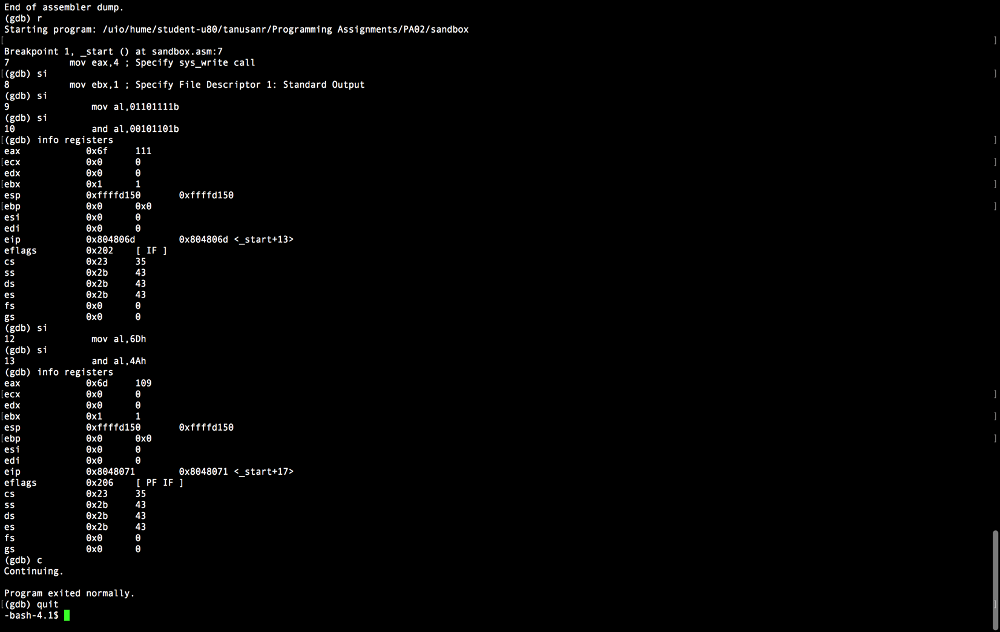 End of assembler dump.
(gdb) r
Starting program: /uio/hume/student-u80/tanusanr/Programming Assignments/PA02/sandbox
[ ]
Breakpoint 1, _start () at sandbox.asm:7
7 mov eax,4 ; Specify sys_write call
[(gdb) si ]
8 mov ebx,1 ; Specify File Descriptor 1: Standard Output
(gdb) si
9 mov al,01101111b
(gdb) si
10 and al,00101101b
[(gdb) info registers ]
eax 0x6f 111
[ecx 0x0 0 ]
edx 0x0 0
[ebx 0x1 1 ]
esp 0xffffd150 0xffffd150
[ebp 0x0 0x0 ]
esi 0x0 0
edi 0x0 0
eip 0x804806d 0x804806d <_start+13>
eflags 0x202 [ IF ]
cs 0x23 35
ss 0x2b 43
ds 0x2b 43
es 0x2b 43
fs 0x0 0
gs 0x0 0
(gdb) si
12 mov al,6Dh
(gdb) si
13 and al,4Ah
(gdb) info registers
eax 0x6d 109
[ecx 0x0 0 ]
edx 0x0 0
[ebx 0x1 1 ]
esp 0xffffd150 0xffffd150
[ebp 0x0 0x0 ]
esi 0x0 0
edi 0x0 0
eip 0x8048071 0x8048071 <_start+17>
eflags 0x206 [ PF IF ]
cs 0x23 35
ss 0x2b 43
ds 0x2b 43
es 0x2b 43
fs 0x0 0
gs 0x0 0
(gdb) c
Continuing.
Program exited normally.
[(gdb) quit ]
-bash-4.1$